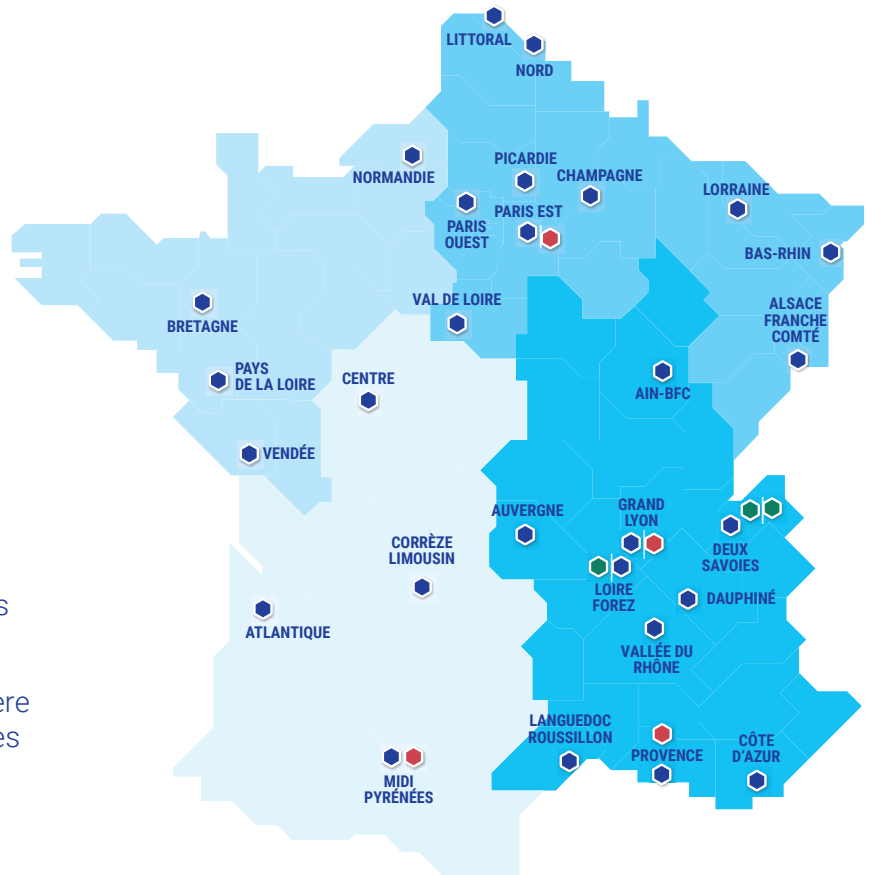 LITTORAL
NORD
NORMANDIE
PICARDIE
CHAMPAGNE
LORRAINE
PARIS
OUEST
PARIS EST
BAS-RHIN
VAL DE LOIRE
ALSACE
FRANCHE
COMTÉ
BRETAGNE
PAYS
DE LA LOIRE
CENTRE
AIN-BFC
VENDÉE
AUVERGNE
GRAND
LYON
CORRÈZE
LIMOUSIN
DEUX
SAVOIES
LOIRE
FOREZ
DAUPHINÉ
s
ATLANTIQUE
VALLÉE DU
RHÔNE
ère
es
LANGUEDOC
ROUSSILLON
PROVENCE
CÔTE
D'AZUR
MIDI
PYRÉNÉES